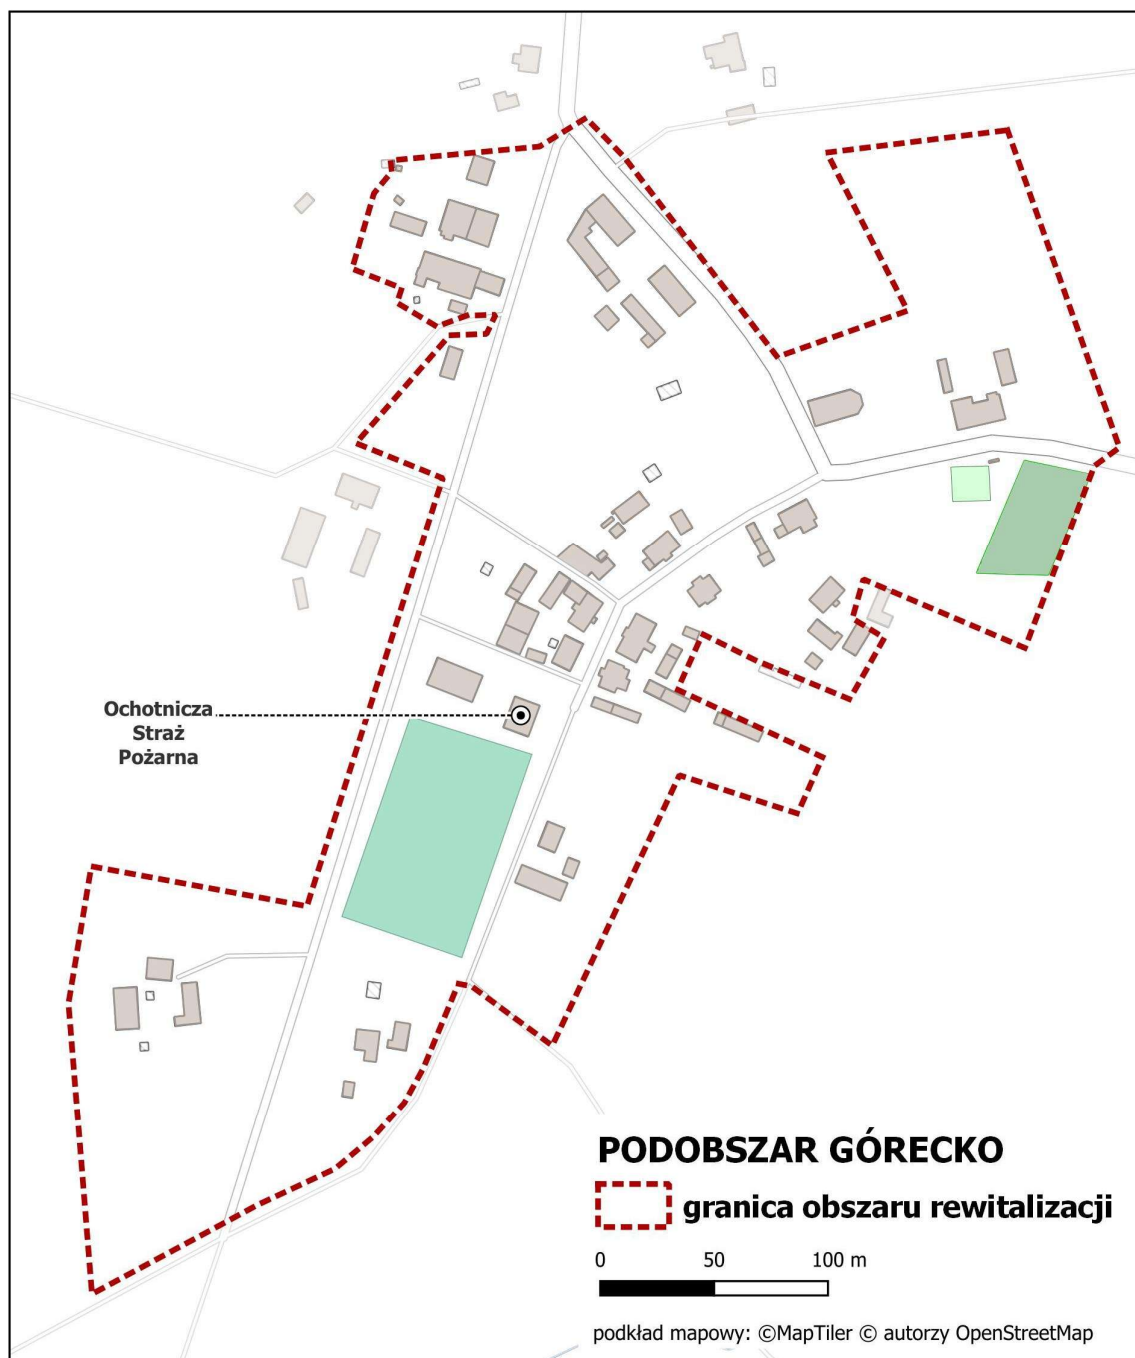 Ochotnicza
Straż
Pożarna
PODOBSZAR GÓRECKO
granica obszaru rewitalizacji
0 50 100 m
podkład mapowy: ©MapTiler © autorzy OpenStreetMap